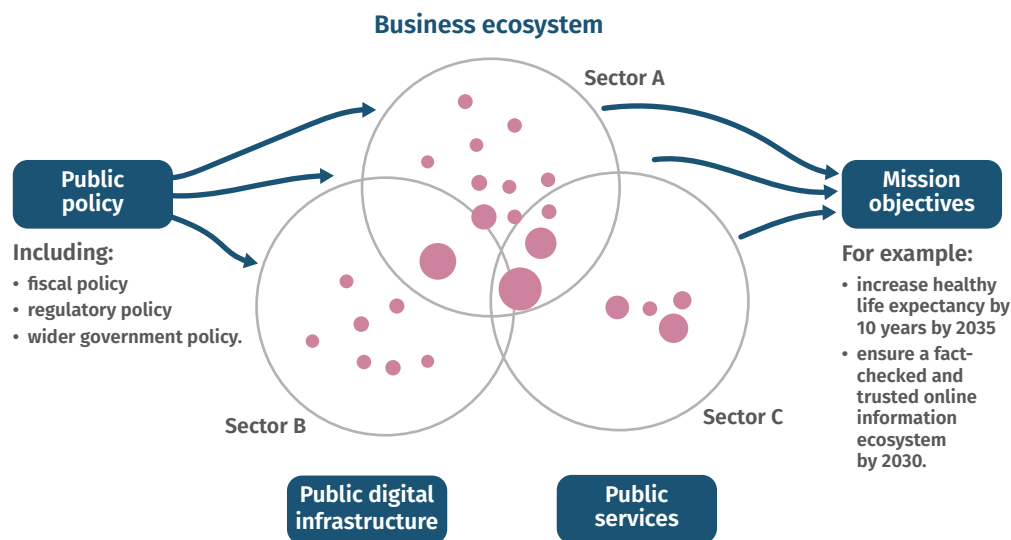 Business ecosystem
Sector A
Public
policy
Including:
• fiscal policy
• regulatory policy
• wider government policy.
Mission
objectives
For example:
• increase healthy
life expectancy by
10 years by 2035
• ensure a fact-
checked and
trusted online
information
ecosystem
by 2030.
Sector B
Sector C
Public digital
infrastructure
Public
services